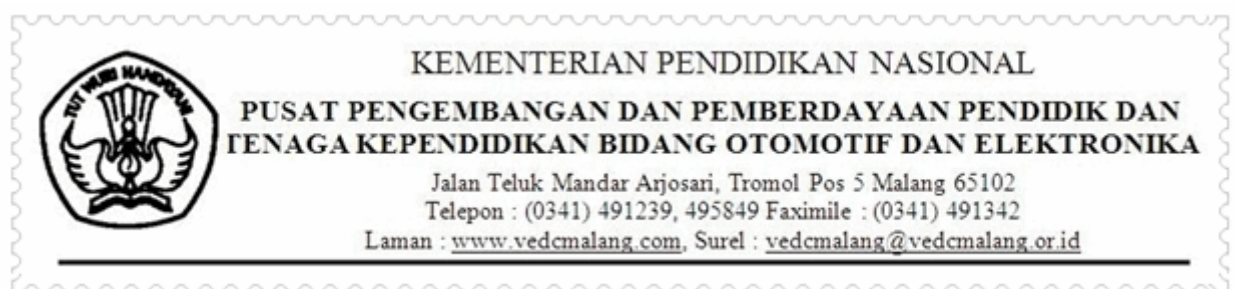 TUT WURI HANDAYANI
KEMENTERIAN PENDIDIKAN NASIONAL
PUSAT PENGEMBANGAN DAN PEMBERDAYAAN PENDIDIK DAN
TENAGA KEPENDIDIKAN BIDANG OTOMOTIF DAN ELEKTRONIKA
Jalan Teluk Mandar Arjosari, Tromol Pos 5 Malang 65102
Telepon : (0341) 491239, 495849 Faximile : (0341) 491342
Laman : www.vedcmalang.com, Surel : vedcmalang@vedcmalang.or.id